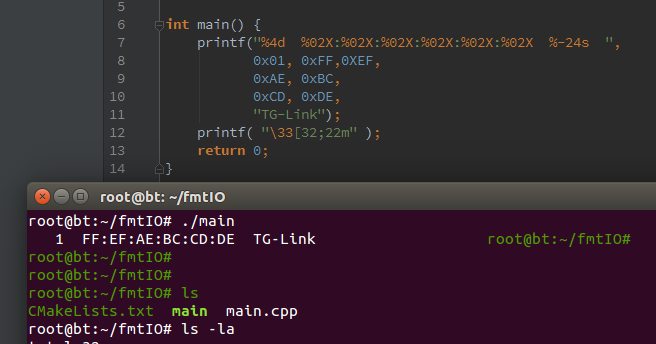 5
6 int main() {
7 printf("%4d  %02X:%02X:%02X:%02X:%02X:%02X  %-24s  ",
8 0x01, 0xFF,0XEF,
9 0xAE, 0xBC,
10 0xCD, 0xDE,
11 "TG-Link");
12 printf( "\33[32;22m" );
13 return 0;
14 }
root@bt: ~/fmtIO
root@bt:~/fmtIO# ./main
1  FF:EF:AE:BC:CD:DE  TG-Link root@bt:~/fmtIO#
root@bt:~/fmtIO#
root@bt:~/fmtIO#
root@bt:~/fmtIO# ls
CMakeLists.txt  main  main.cpp
root@bt:~/fmtIO# ls -la